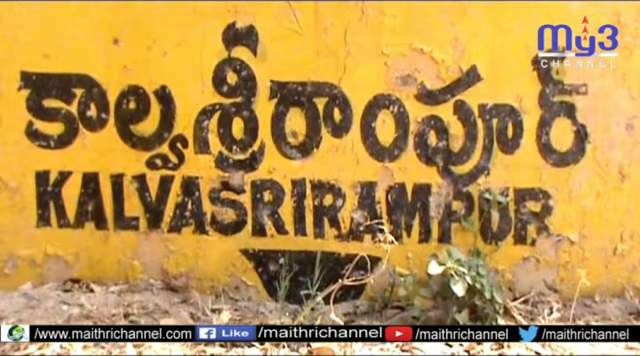 My3
CHANNEL
కాల్వశ్రీరాంపూర్
KALVASRIRAMPUR
/www.maithrichannel.com Like /maithrichannel /maithrichannel /maithrichannel